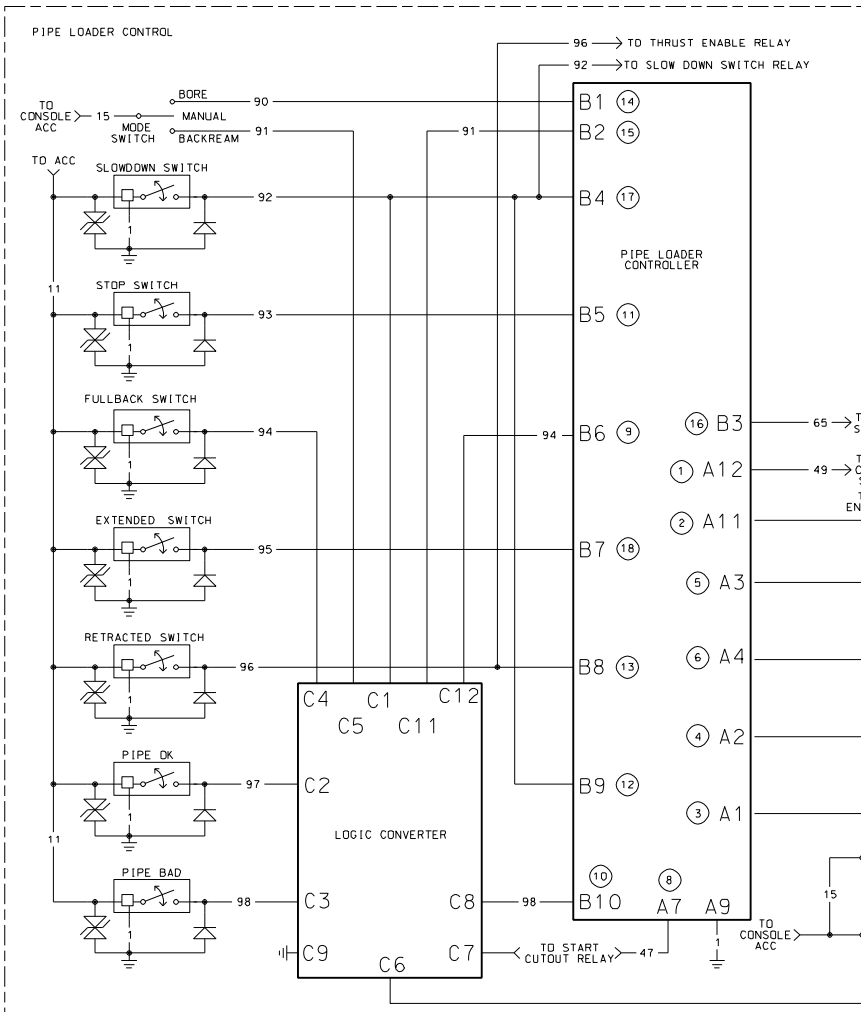 PIPE LOADER CONTROL
96 TO THRUST ENABLE RELAY
92 TO SLOW DOWN SWITCH RELAY
BORE
90
B1 14
TO
CONSOLE
ACC
15
MANUAL
MODE
SWITCH
BACKREAM
91
91
B2 15
TO ACC
SLOWDOWN SWITCH
92
B4 17
1
PIPE LOADER
CONTROLLER
11
STOP SWITCH
93
B5 11
1
FULLBACK SWITCH
94
94
B6 9
1
16 B3
65
1 A12
49
EXTENDED SWITCH
95
B7 18
1
2 A11
EN
5 A3
RETRACTED SWITCH
96
B8 13
1
6 A4
C4
C5
C1
C11
C12
4 A2
PIPE OK
97
C2
B9 12
1
3 A1
11
LOGIC CONVERTER
PIPE BAD
98
C3
C8
98
10
B10
8
A7
A9
15
1
C9
C7
TO START
CUTOUT RELAY
47
1
TO
CONSOLE
ACC
C6